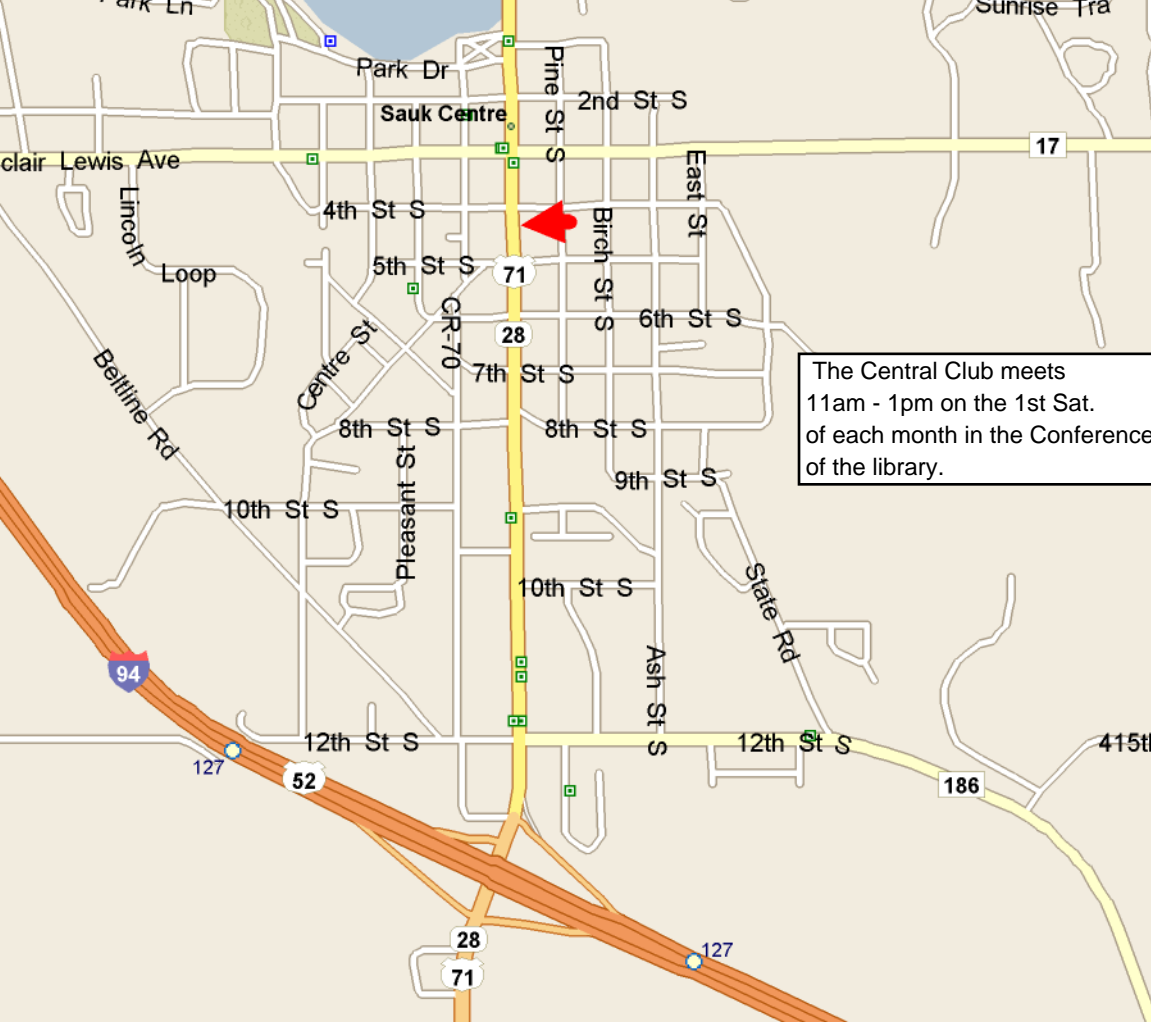 Park Ln
Sunrise Tra
Park Dr
Pine St S
2nd St S
Sauk Centre
17
clair Lewis Ave
East St
Lincoln
4th St S
Birch St S
5th St S
Loop
71
CR-70
6th St S
28
Centre St
Beltline Rd
7th St S
The Central Club meets
11am - 1pm on the 1st Sat.
of each month in the Conference
of the library.
8th St S
8th St S
Pleasant St
9th St S
10th St S
10th St S
State Rd
Ash St S
94
12th St S
12th St S
415th
127
52
186
28
127
71